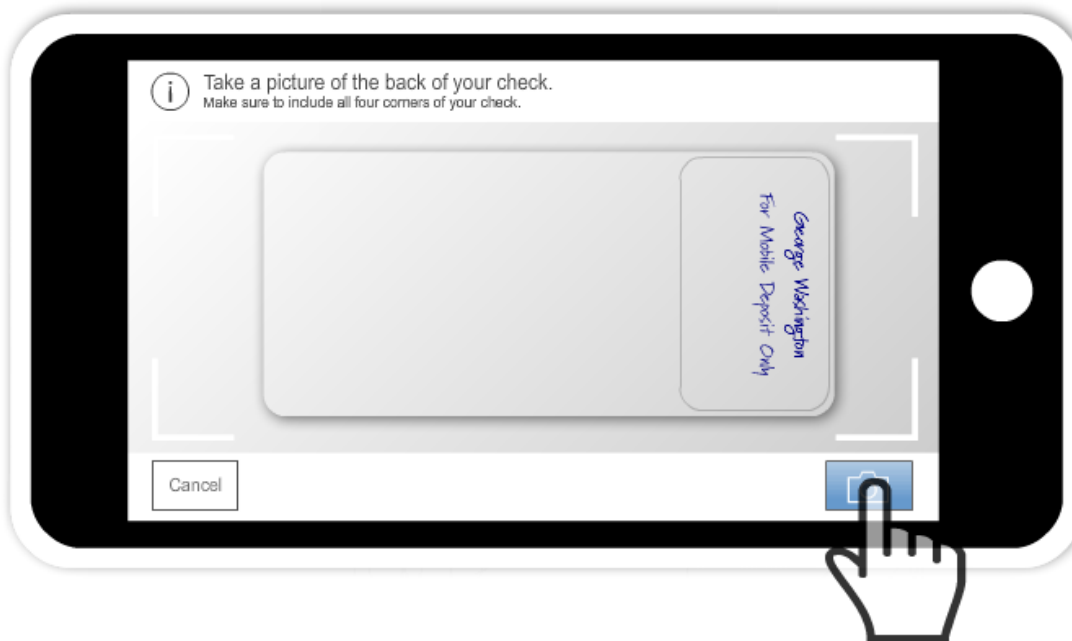 Take a picture of the back of your check.
Make sure to include all four corners of your check.
George Washington
For Mobile Deposit Only
Cancel